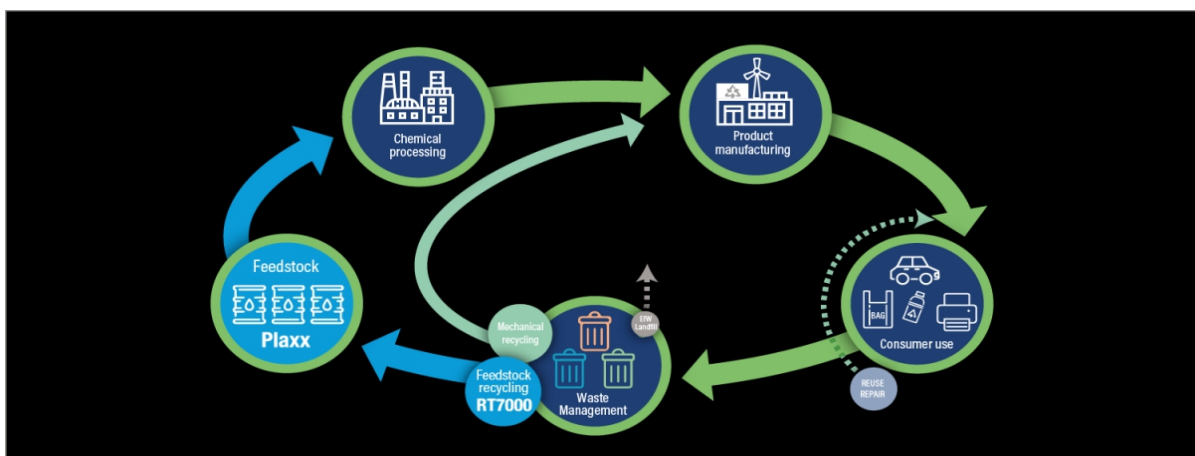 Chemical
processing
Product
manufacturing
Feedstock
Plaxx
BAG
Consumer use
Mechanical
recycling
EfW
Landfill
Feedstock
recycling
RT7000
Waste
Management
REUSE
REPAIR